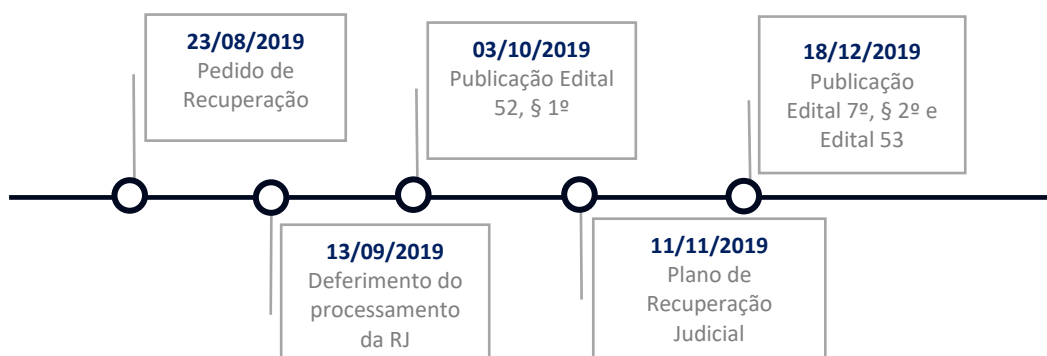 23/08/2019
Pedido de
Recuperação
13/09/2019
Deferimento do
processamento
da RJ
03/10/2019
Publicação Edital
52, § 1º
11/11/2019
Plano de
Recuperação
Judicial
18/12/2019
Publicação
Edital 7º, § 2º e
Edital 53